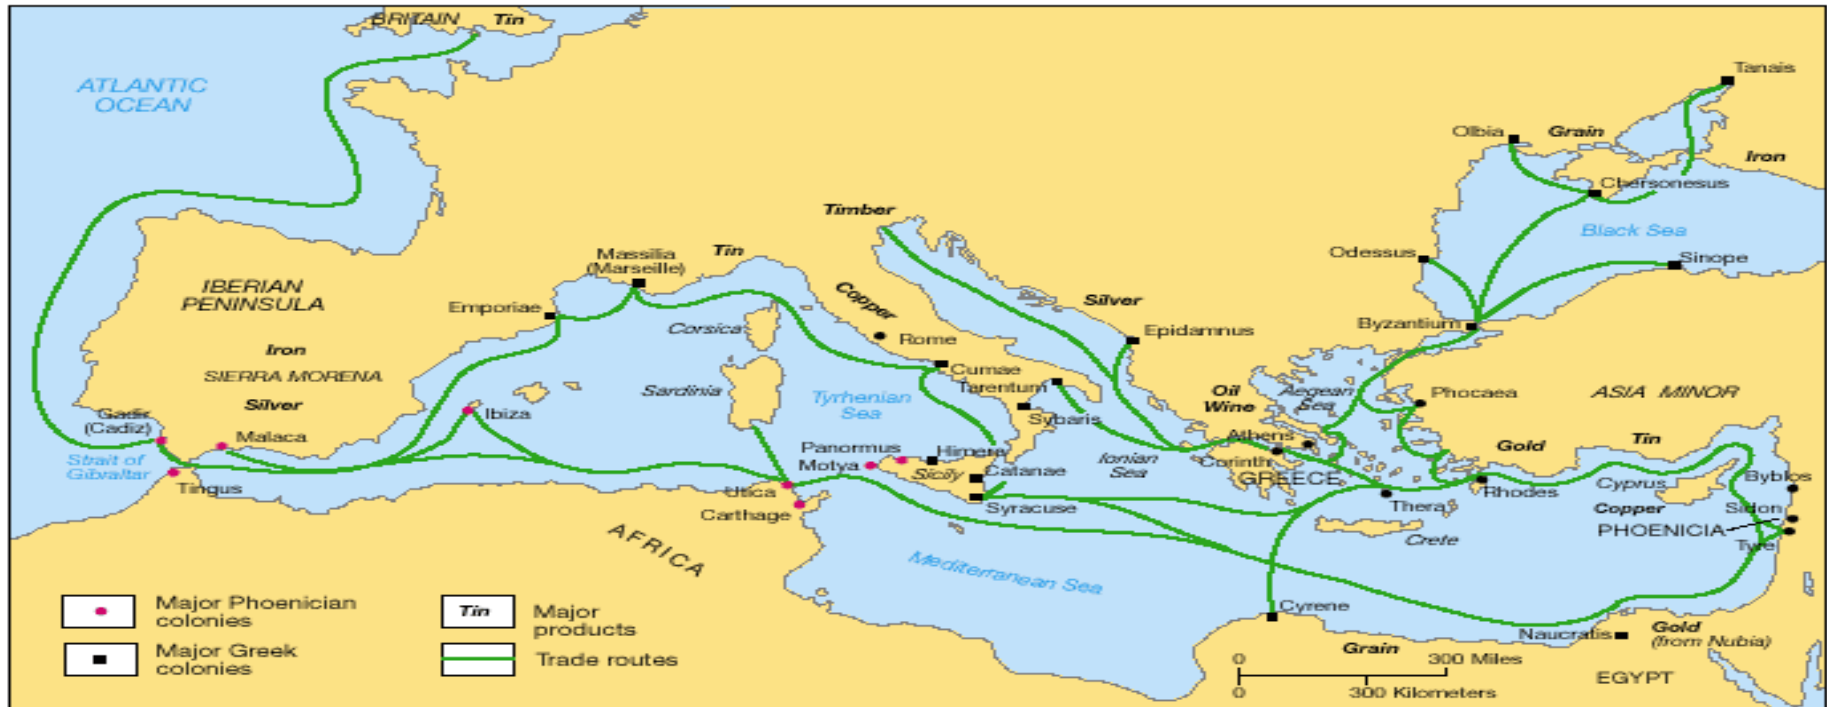 BRITAIN
Tin
ATLANTIC
OCEAN
Tanais
Olbia
Grain
Iron
Chersonesus
Black Sea
Timber
Odessus
Sinope
Massilia
(Marseille)
Tin
IBERIAN
PENINSULA
Copper
Silver
Emporiae
Byzantium
Corsica
Rome
Epidamnus
Iron
SIERRA MORENA
Silver
Sardinia
Cumae
Tarentum
Tyrhenian
Sea
Oil
Wine
Aegean
Sea
Phocaea
ASIA MINOR
Gadir
(Cadiz)
Ibiza
Sybaris
Malaca
Athens
Strait of
Gibraltar
Panormus
Motya
Himera
Sicily
Catanae
Ionian
Sea
Corinth
GREECE
Gold
Tin
Tingus
Utica
Carthage
Syracuse
Thera
Rhodes
Cyprus
Copper
Byblos
Sidon
PHOENICIA
Tyre
Crete
AFRICA
Mediterranean Sea
Cyrene
Naucratis
Gold
(from Nubia)
Grain
EGYPT
Major Phoenician
colonies
Tin
Major
products
Major Greek
colonies
Trade routes
0
300 Miles
0
300 Kilometers